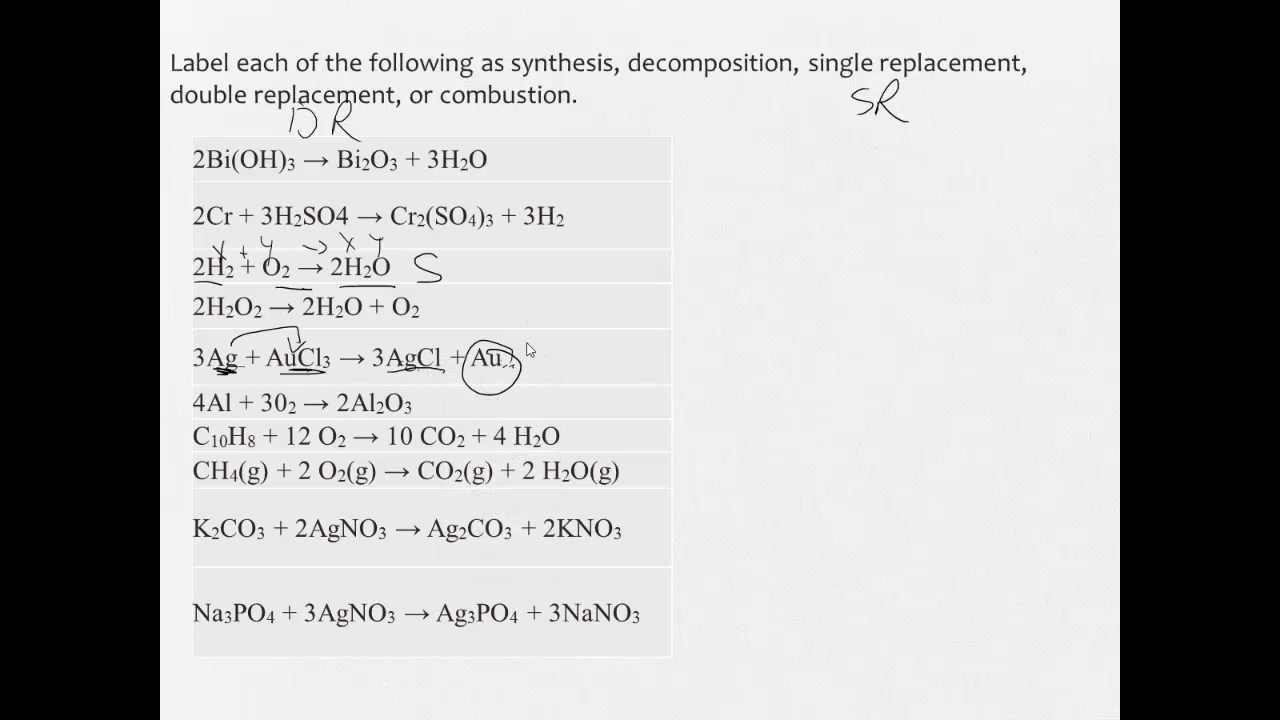 Label each of the following as synthesis, decomposition, single replacement,
double replacement, or combustion.
SR
DR
2Bi(OH)₃ → Bi₂O₃ + 3H₂O
2Cr + 3H₂SO4 → Cr₂(SO₄)₃ + 3H₂
X + Y → X Y
2H₂ + O₂ → 2H₂O S
2H₂O₂ → 2H₂O + O₂
3Ag + AuCl₃ → 3AgCl + Au
4Al + 30₂ → 2Al₂O₃
C₁₀H₈ + 12 O₂ → 10 CO₂ + 4 H₂O
CH₄(g) + 2 O₂(g) → CO₂(g) + 2 H₂O(g)
K₂CO₃ + 2AgNO₃ → Ag₂CO₃ + 2KNO₃
Na₃PO₄ + 3AgNO₃ → Ag₃PO₄ + 3NaNO₃